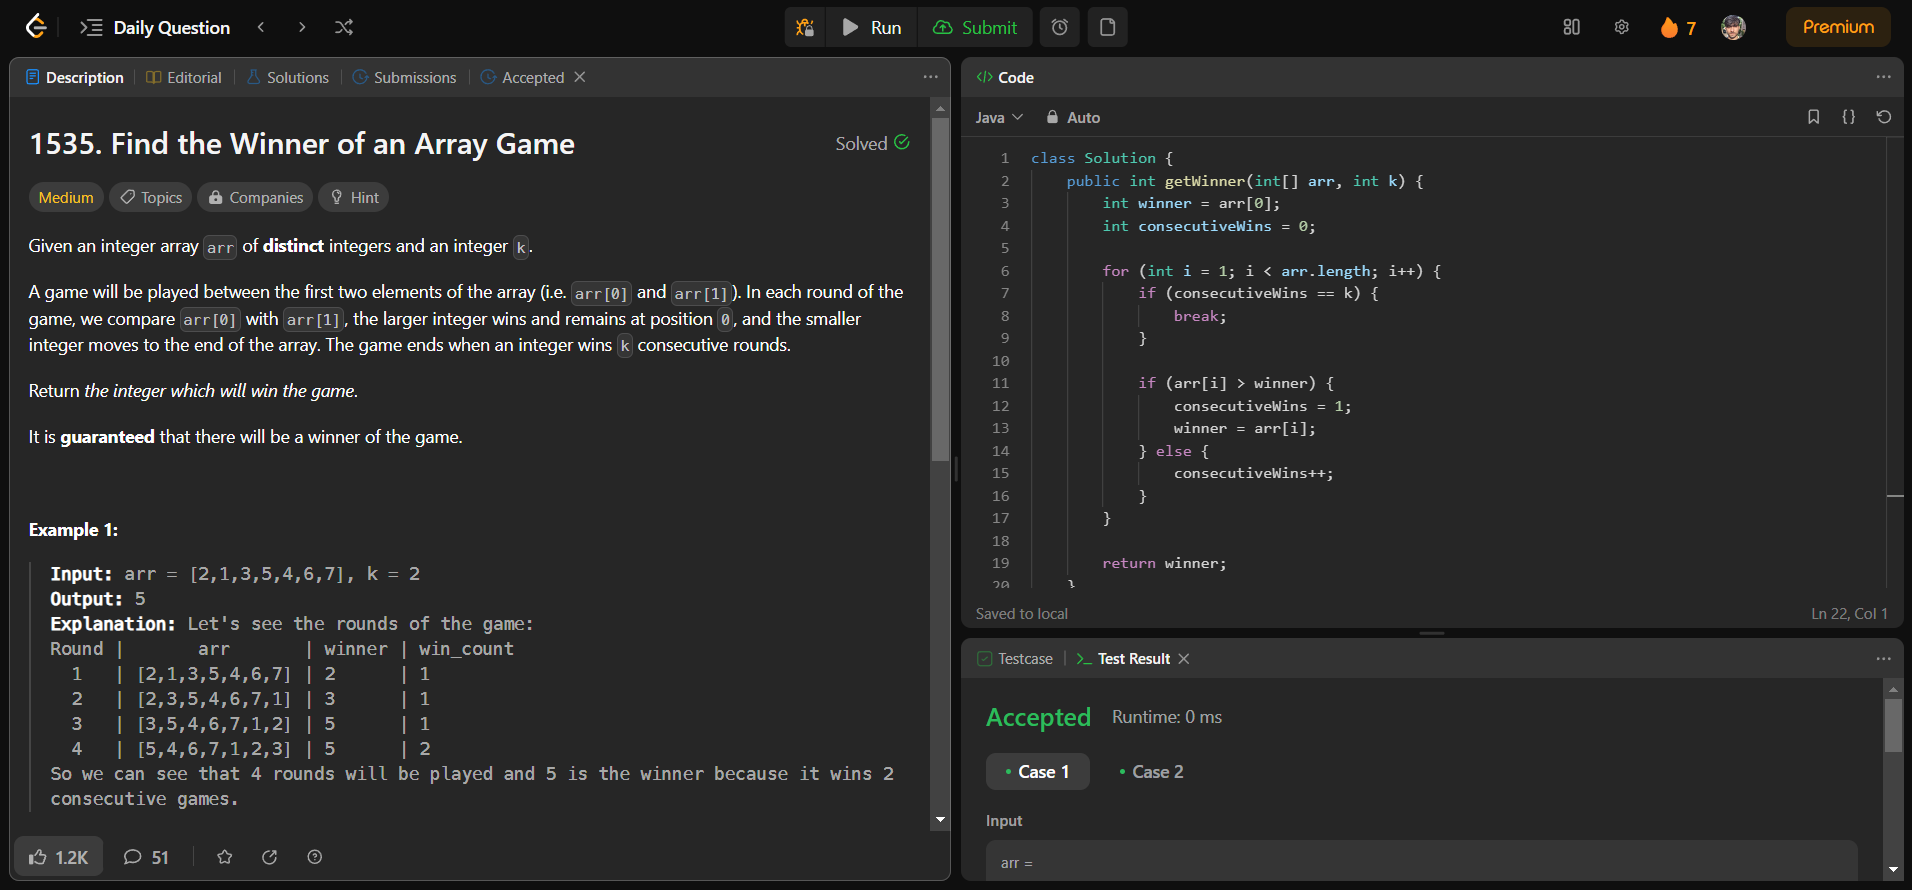 Daily Question
Run
Submit
7
Premium
Description
Editorial
Solutions
Submissions
Accepted
1535. Find the Winner of an Array Game
Solved
Medium
Topics
Companies
Hint
Given an integer array arr of distinct integers and an integer k.
A game will be played between the first two elements of the array (i.e. arr[0] and arr[1]). In each round of the
game, we compare arr[0] with arr[1], the larger integer wins and remains at position 0, and the smaller
integer moves to the end of the array. The game ends when an integer wins k consecutive rounds.
Return the integer which will win the game.
It is guaranteed that there will be a winner of the game.
Example 1:
Input: arr = [2,1,3,5,4,6,7], k = 2
Output: 5
Explanation: Let's see the rounds of the game:
Round | arr | winner | win_count
1 | [2,1,3,5,4,6,7] | 2 | 1
2 | [2,3,5,4,6,7,1] | 3 | 1
3 | [3,5,4,6,7,1,2] | 5 | 1
4 | [5,4,6,7,1,2,3] | 5 | 2
So we can see that 4 rounds will be played and 5 is the winner because it wins 2
consecutive games.
1.2K
51
</> Code
Java
Auto
{}
1 class Solution {
2 public int getWinner(int[] arr, int k) {
3 int winner = arr[0];
4 int consecutiveWins = 0;
5
6 for (int i = 1; i < arr.length; i++) {
7 if (consecutiveWins == k) {
8 break;
9 }
10
11 if (arr[i] > winner) {
12 consecutiveWins = 1;
13 winner = arr[i];
14 } else {
15 consecutiveWins++;
16 }
17 }
18
19 return winner;
20 }
Saved to local
Ln 22, Col 1
Testcase
Test Result
Accepted
Runtime: 0 ms
Case 1
Case 2
Input
arr =